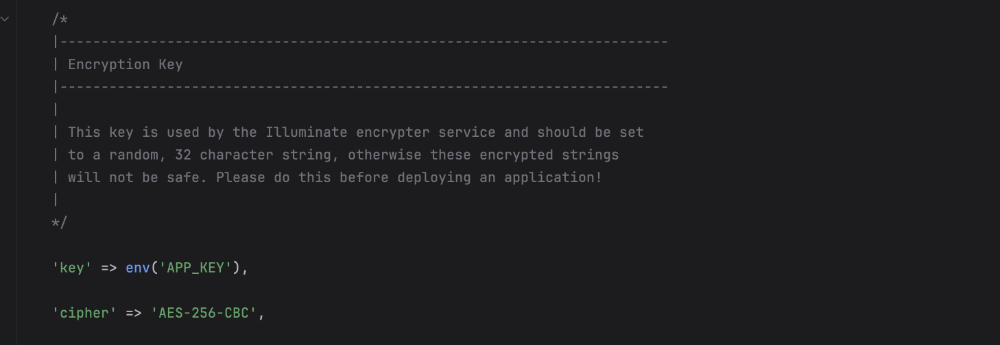 /*
|--------------------------------------------------------------------------
| Encryption Key
|--------------------------------------------------------------------------
|
| This key is used by the Illuminate encrypter service and should be set
| to a random, 32 character string, otherwise these encrypted strings
| will not be safe. Please do this before deploying an application!
|
*/
'key' => env('APP_KEY'),
'cipher' => 'AES-256-CBC',